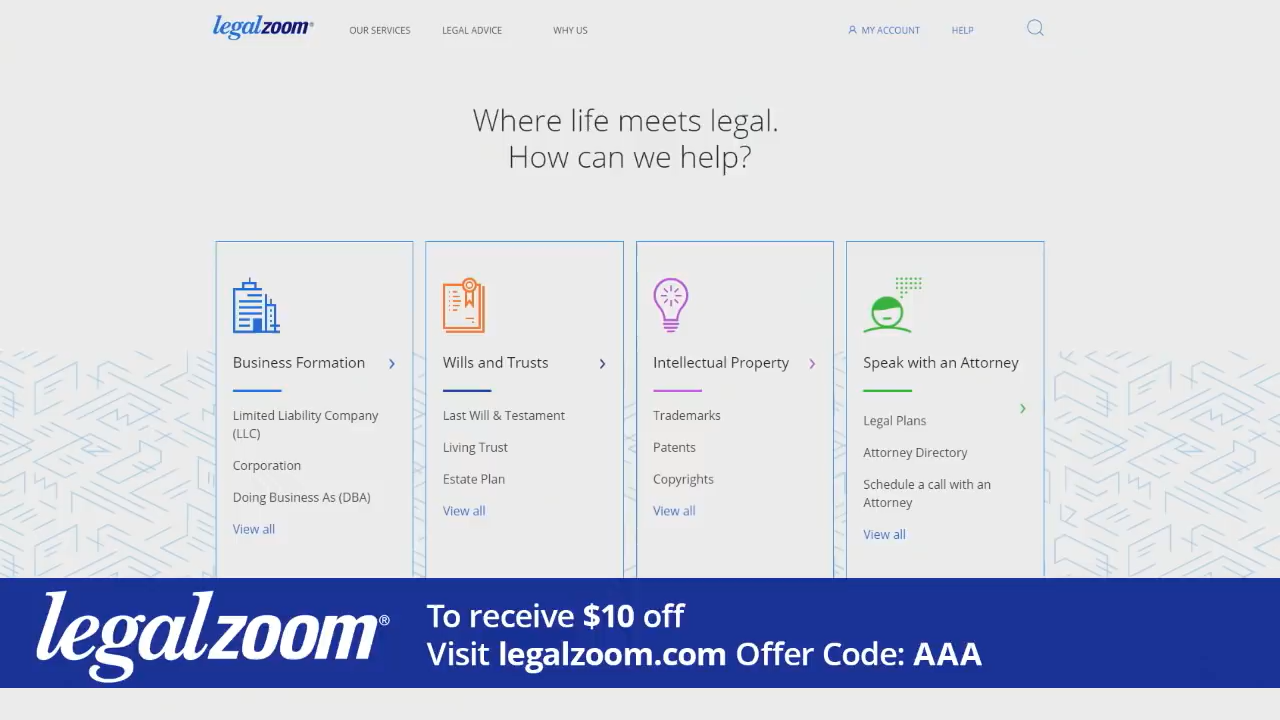 legalzoom®
OUR SERVICES
LEGAL ADVICE
WHY US
MY ACCOUNT
HELP
Where life meets legal.
How can we help?
Business Formation
Limited Liability Company
(LLC)
Corporation
Doing Business As (DBA)
View all
Wills and Trusts
Last Will & Testament
Living Trust
Estate Plan
View all
Intellectual Property
Trademarks
Patents
Copyrights
View all
Speak with an Attorney
Legal Plans
Attorney Directory
Schedule a call with an
Attorney
View all
legalzoom®
To receive $10 off
Visit legalzoom.com Offer Code: AAA